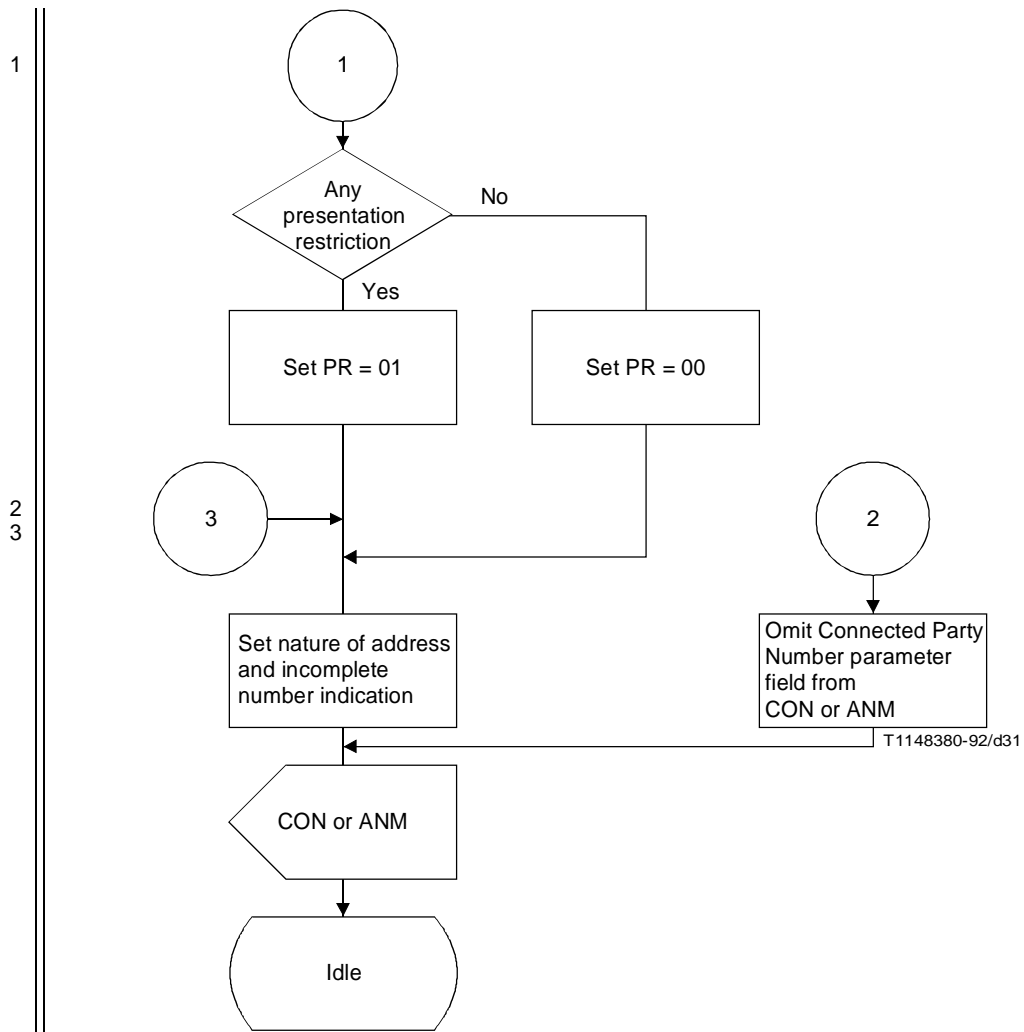 1
1
Any
presentation
restriction
No
Yes
Set PR = 01
Set PR = 00
2
3
3
2
Set nature of address
and incomplete
number indication
Omit Connected Party
Number parameter
field from
CON or ANM
T1148380-92/d31
CON or ANM
Idle